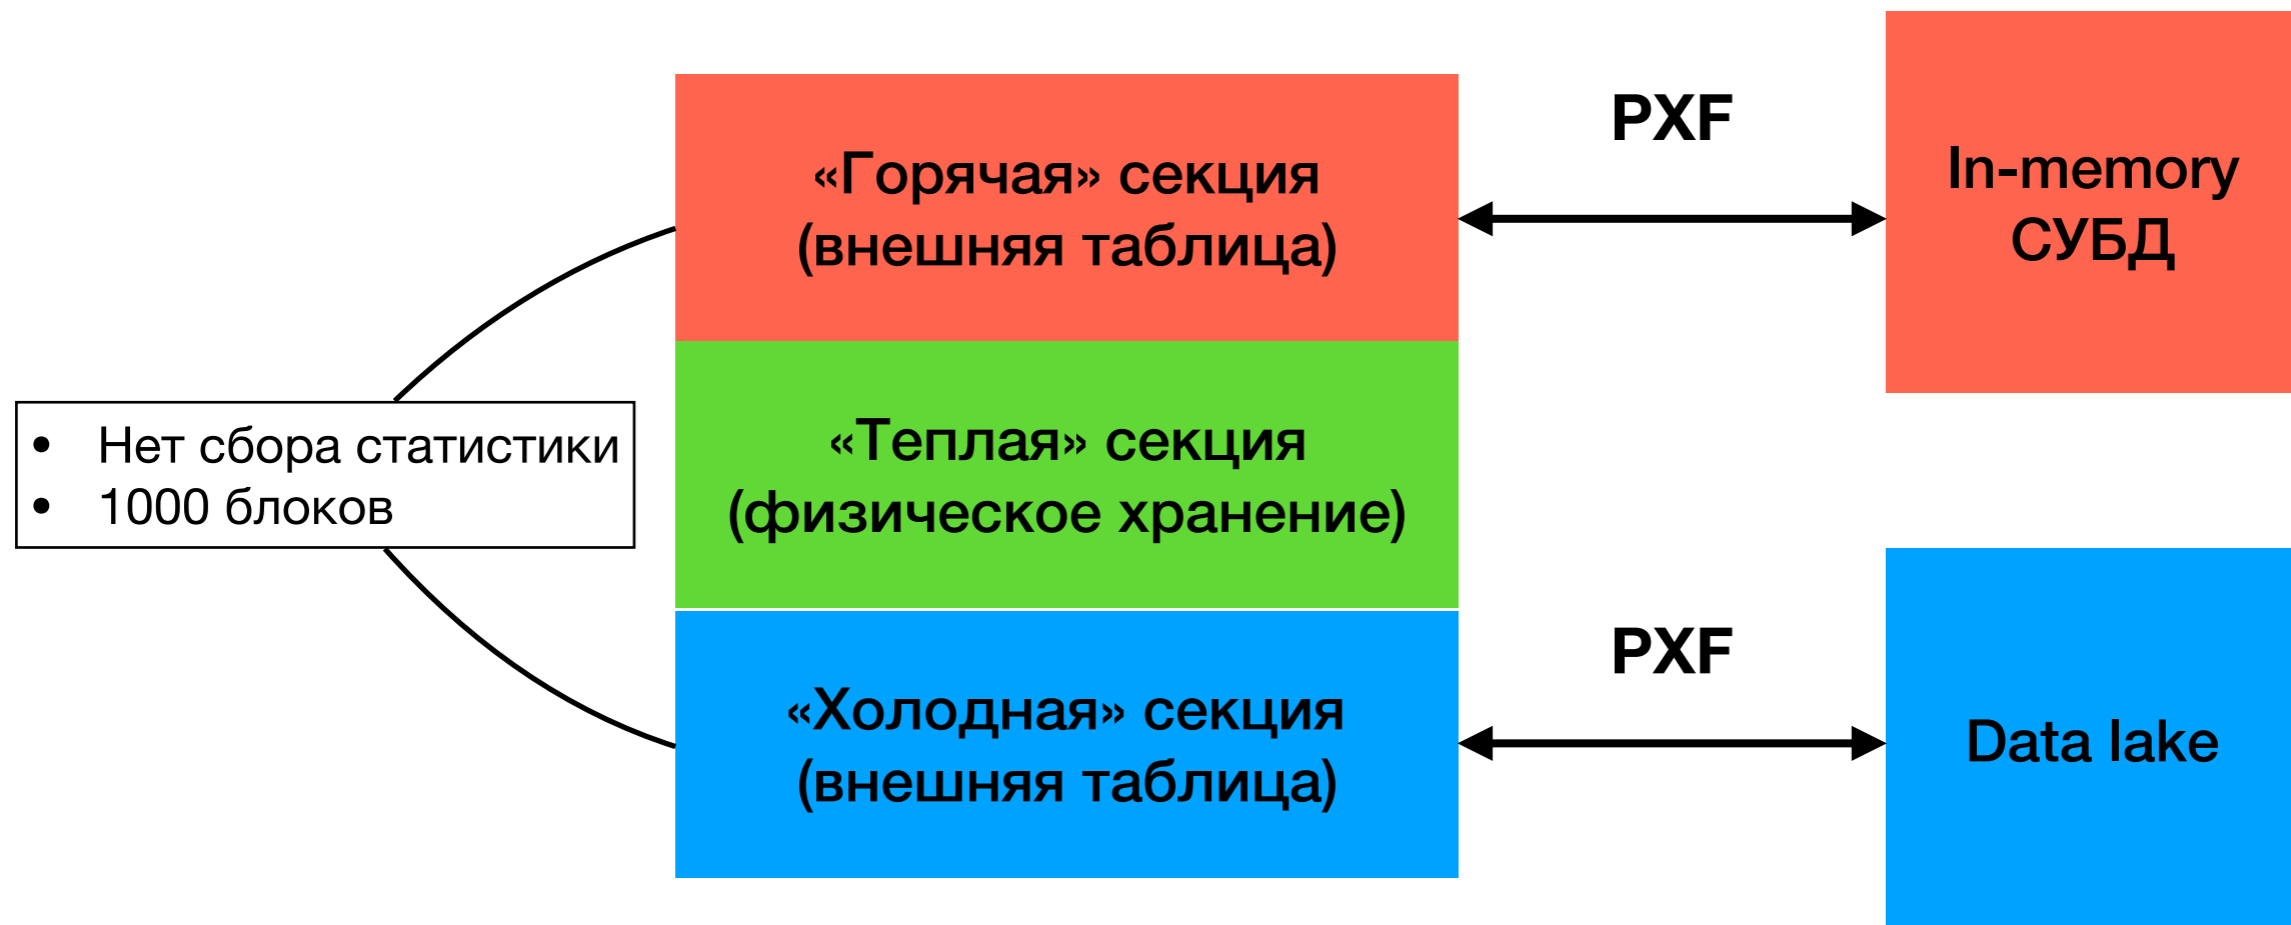 «Горячая» секция
(внешняя таблица)
PXF
In-memory
СУБД
• Нет сбора статистики
• 1000 блоков
«Теплая» секция
(физическое хранение)
«Холодная» секция
(внешняя таблица)
PXF
Data lake